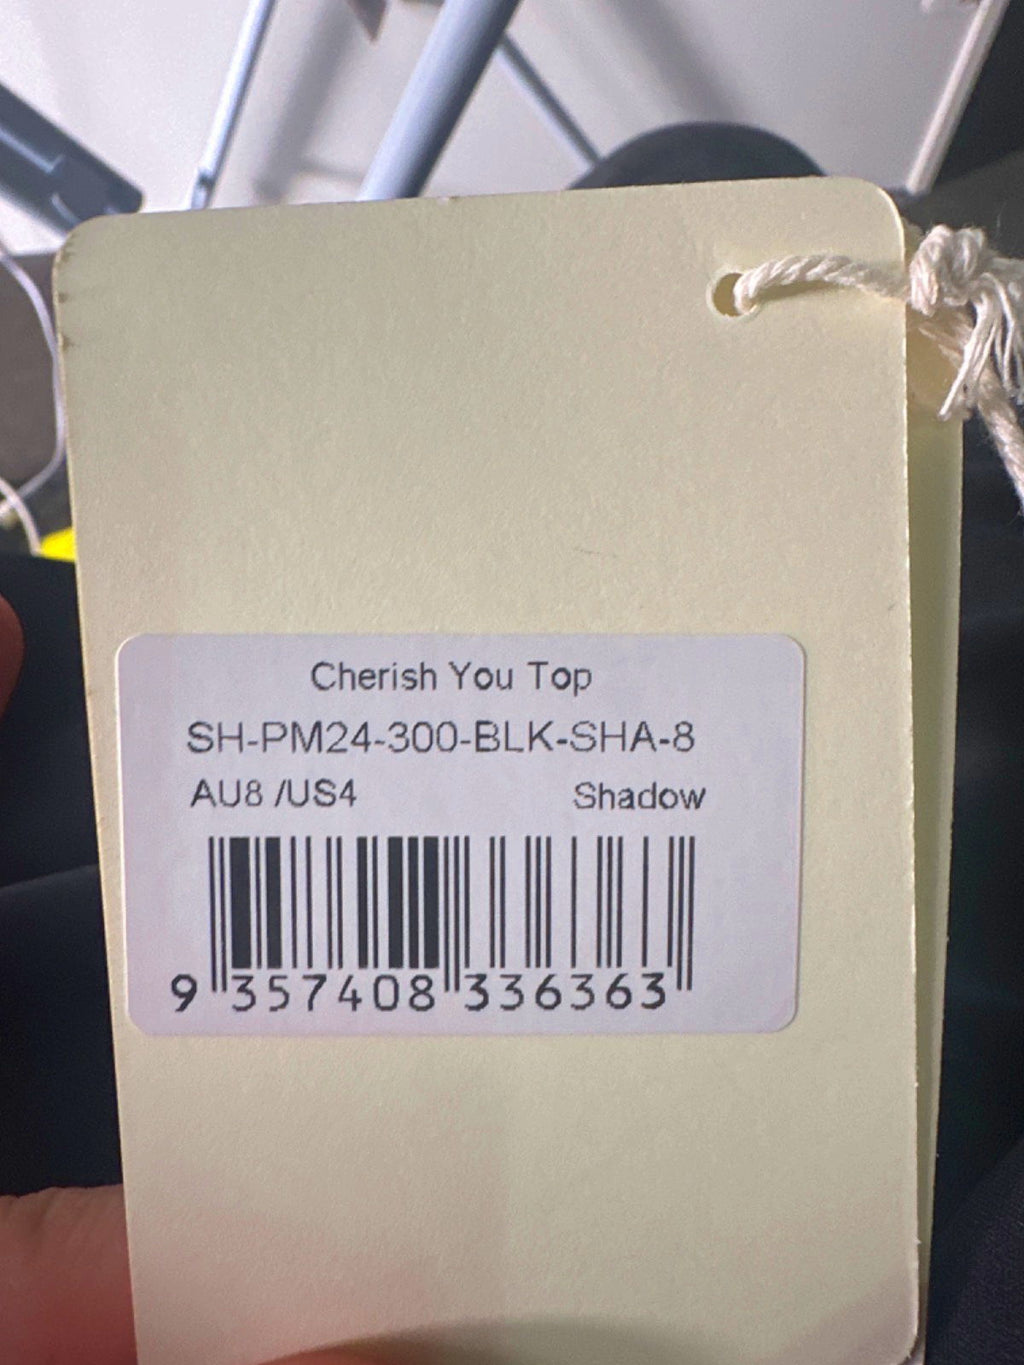 Cherish You Top
SH-PM24-300-BLK-SHA-8
AU8 /US4 Shadow
9 357408 336363